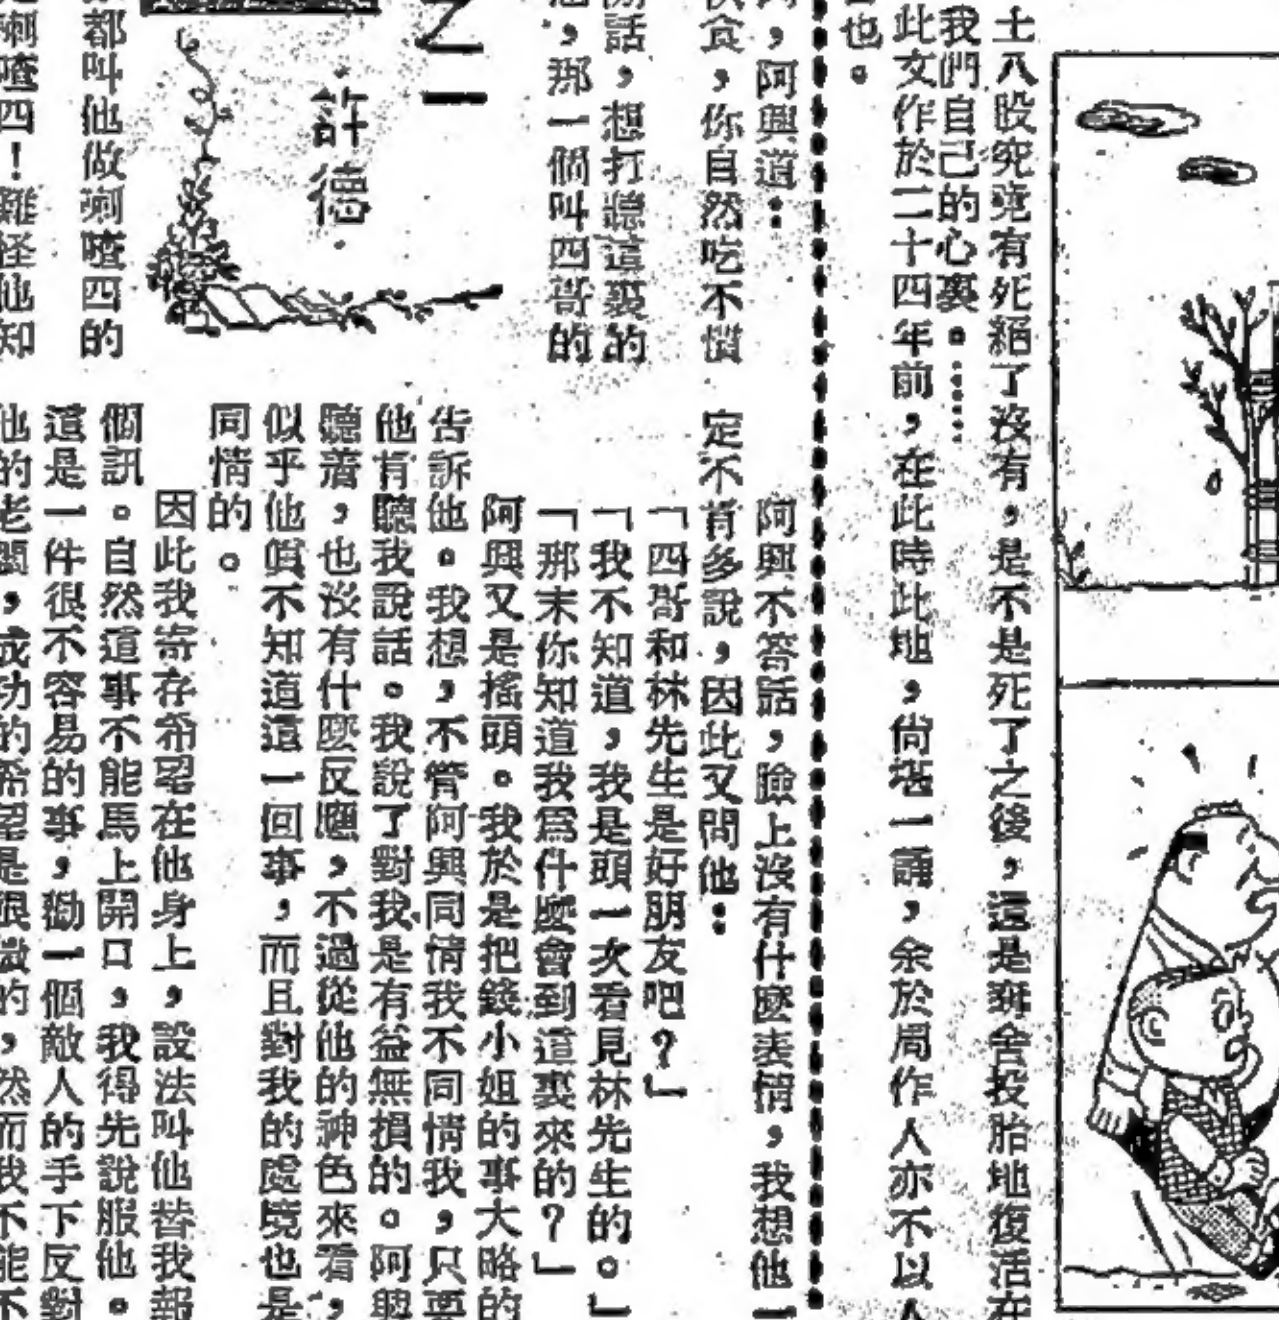 土八股究竟有死絕了沒有，是不是死了之後，還是奪舍投胎地復活在
我們自己的心裏。……
此文作於二十四年前，在此時此地，尙堪一誦，余於周作人亦不以人
也。
，阿興道：
食，你自然吃不慣
話，想打聽這裏的
，那一個叫四哥的
之二
許德
都叫他做喇喳四的
喇喳四！難怪他知
阿興不答話，臉上沒有什麼表情，我想他一
定不肯多說，因此又問他：
「四哥和林先生是好朋友吧？」
「我不知道，我是頭一次看見林先生的。」
「那末你知道我爲什麼會到這裏來的？」
阿興又是搖頭。我於是把錢小姐的事大略的
告訴他。我想，不管阿興同情我不同情我，只要
他有聽我說話。我說了對我是有益無損的。阿興
聽着，也沒有什麼反應，不過從他的神色來看，
似乎他眞不知道這一回事，而且對我的處境也是
同情的。
因此我寄存希望在他身上，設法叫他替我報
個訊。自然這事不能馬上開口，我得先說服他。
這是一件很不容易的事，勸一個敵人的手下反對
他的老闆，成功的希望是很微的，然而我不能不